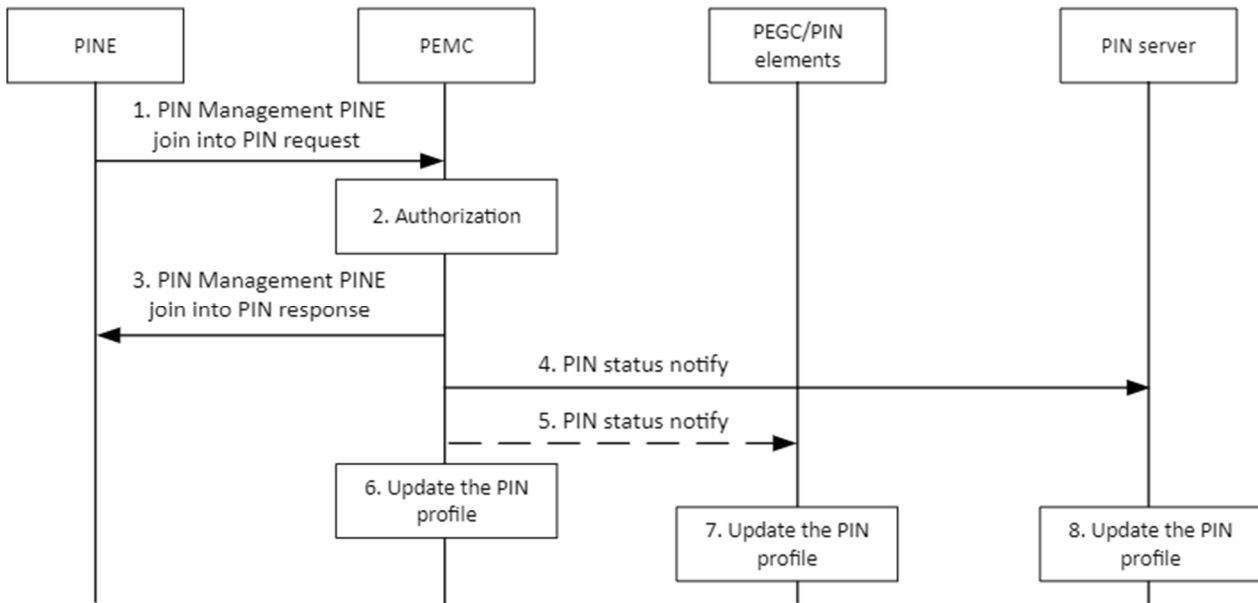 PINE
PEMC
PEGC/PIN
elements
PIN server
1. PIN Management PINE
join into PIN request
2. Authorization
3. PIN Management PINE
join into PIN response
4. PIN status notify
5. PIN status notify
6. Update the PIN
profile
7. Update the PIN
profile
8. Update the PIN
profile